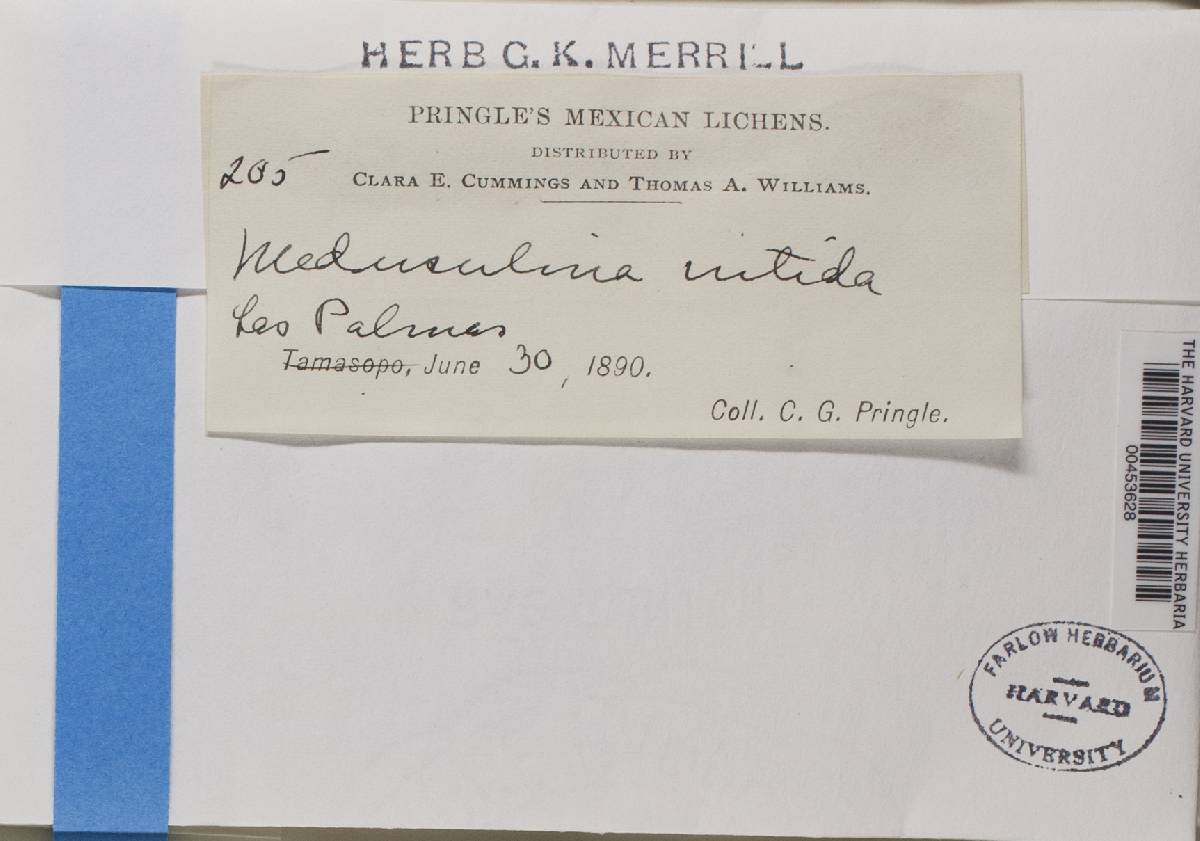 HERB G. K. MERRILL
PRINGLE'S MEXICAN LICHENS.
DISTRIBUTED BY
205
CLARA E. CUMMINGS AND THOMAS A. WILLIAMS.
Medusulina nitida
Las Palmas
Tamasopo, June 30, 1890.
Coll. C. G. Pringle.
THE HARVARD UNIVERSITY HERBARIA
00453628
FARLOW HERBARIUM
HARVARD
UNIVERSITY